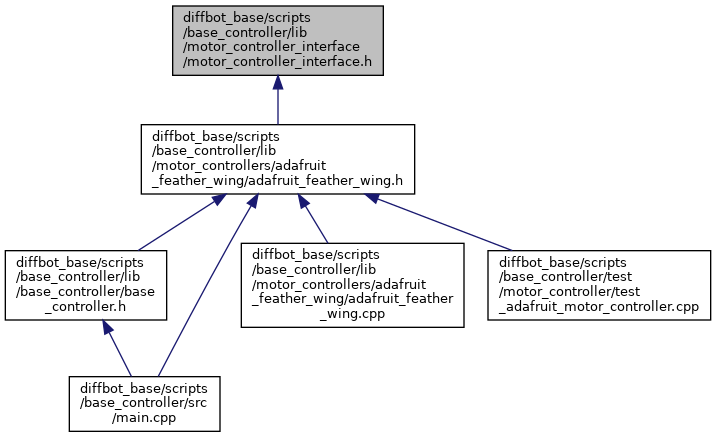 diffbot_base/scripts
/base_controller/lib
/motor_controller_interface
/motor_controller_interface.h
diffbot_base/scripts
/base_controller/lib
/motor_controllers/adafruit
_feather_wing/adafruit_feather_wing.h
diffbot_base/scripts
/base_controller/lib
/base_controller/base
_controller.h
diffbot_base/scripts
/base_controller/lib
/motor_controllers/adafruit
_feather_wing/adafruit_feather
_wing.cpp
diffbot_base/scripts
/base_controller/test
/motor_controller/test
_adafruit_motor_controller.cpp
diffbot_base/scripts
/base_controller/src
/main.cpp